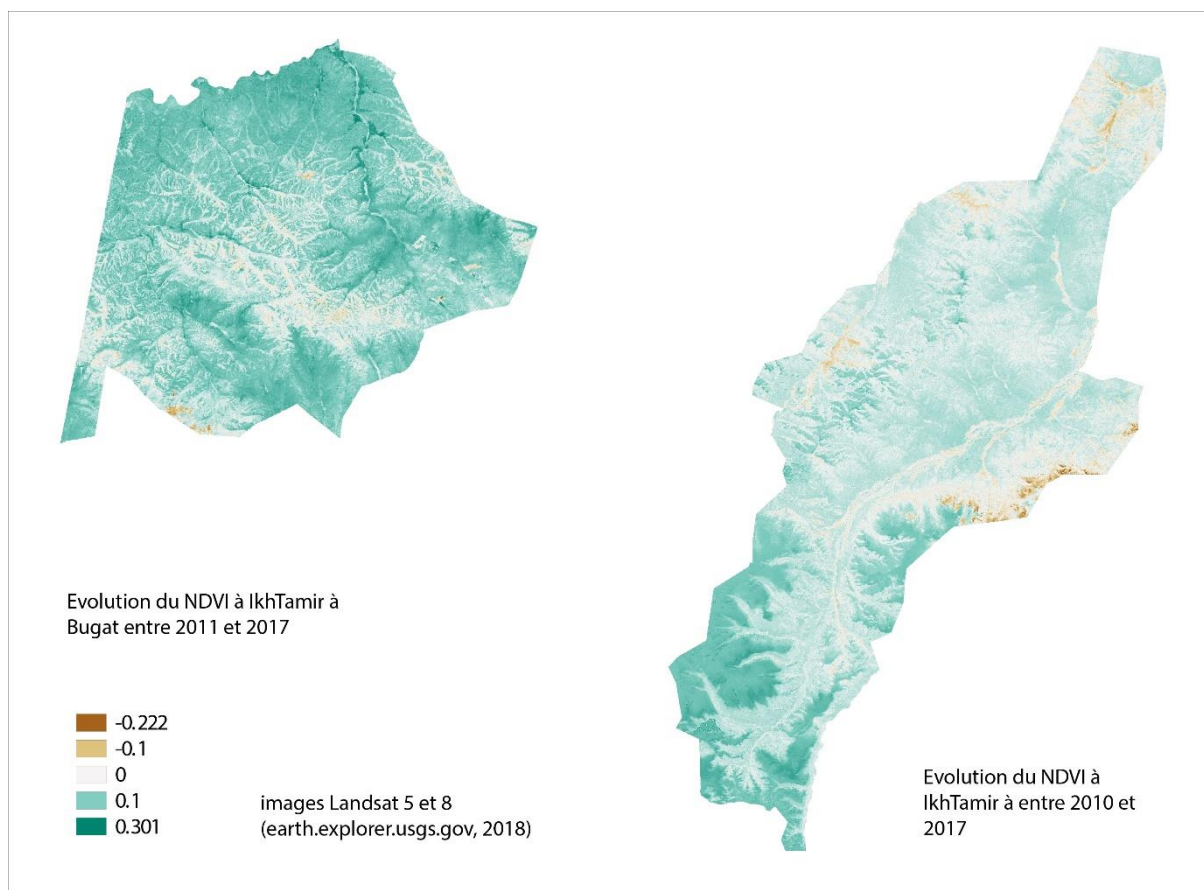 Evolution du NDVI à IkhTamir à
Bugat entre 2011 et 2017
-0.222
-0.1
0
0.1
0.301
images Landsat 5 et 8
(earth.explorer.usgs.gov, 2018)
Evolution du NDVI à
IkhTamir à entre 2010 et
2017